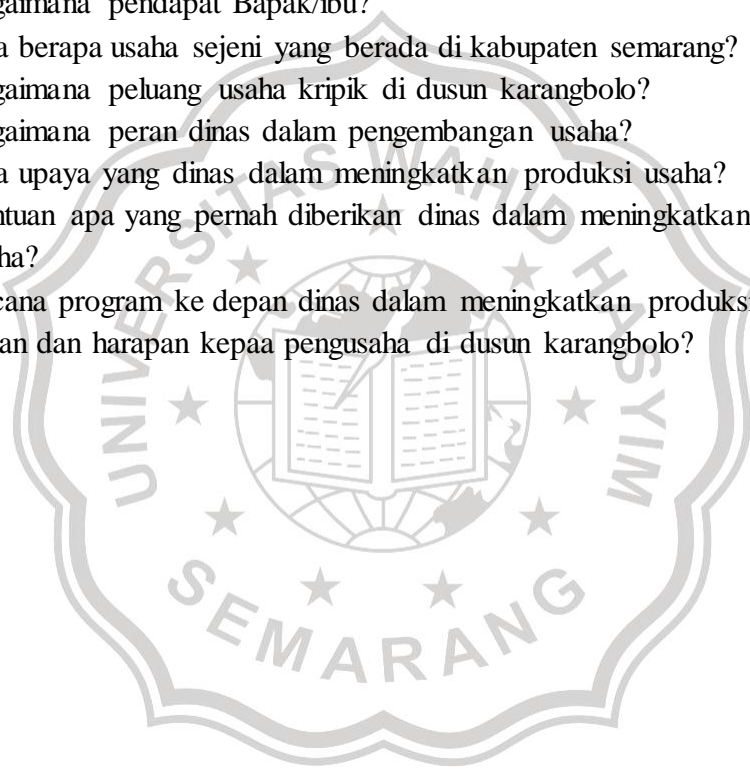 gaimana pendapat Bapak/ibu?
a berapa usaha sejeni yang berada di kabupaten semarang?
gaimana peluang usaha kripik di dusun karangbolo?
gaimana peran dinas dalam pengembangan usaha?
a upaya yang dinas dalam meningkatkan produksi usaha?
ntuan apa yang pernah diberikan dinas dalam meningkatkan
ha?
cana program ke depan dinas dalam meningkatkan produksi
an dan harapan kepaa pengusaha di dusun karangbolo?
UNIVERSITAS WAHID HASYIM
SEMARANG